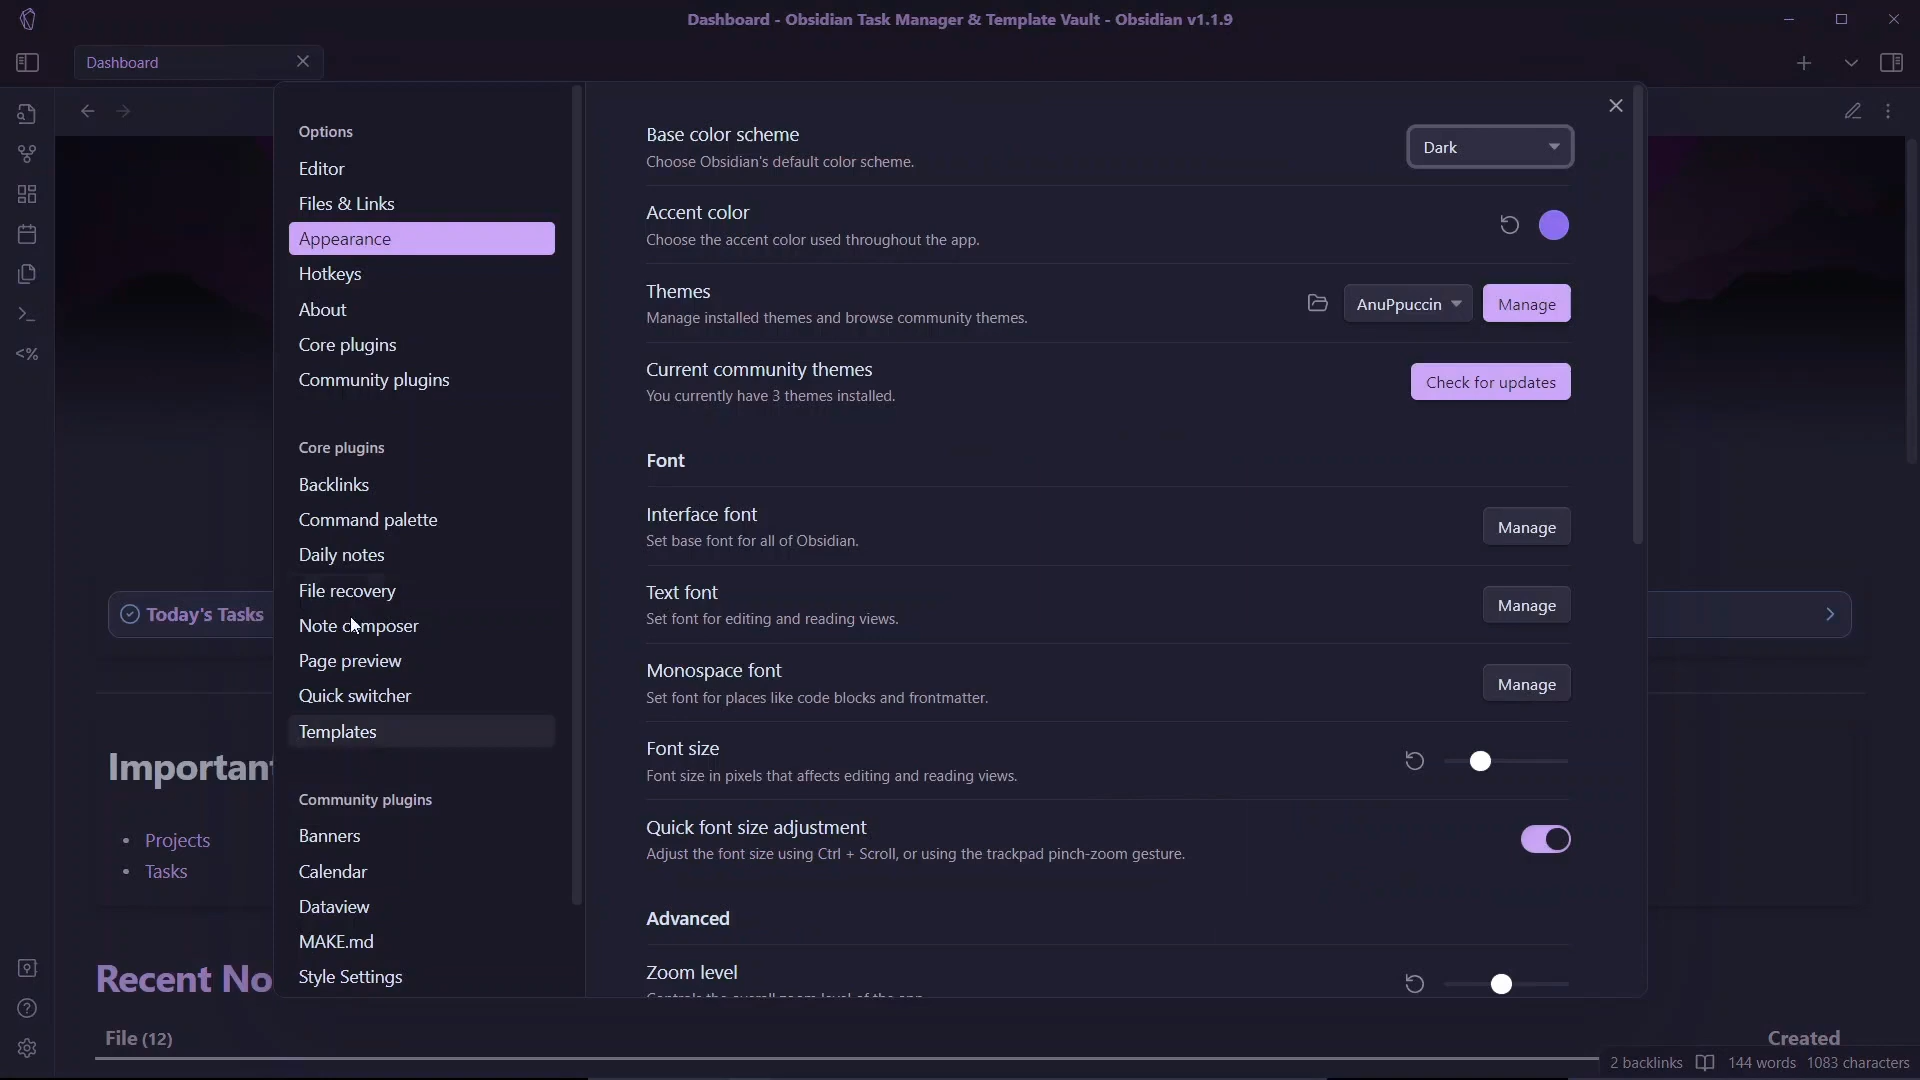 Dashboard - Obsidian Task Manager & Template Vault - Obsidian v1.1.9
Dashboard
Options
Editor
Files & Links
Appearance
Hotkeys
About
Core plugins
Community plugins
Core plugins
Backlinks
Command palette
Daily notes
File recovery
Note composer
Page preview
Quick switcher
Templates
Community plugins
Banners
Calendar
Dataview
MAKE.md
Style Settings
Base color scheme
Choose Obsidian's default color scheme.
Dark
Accent color
Choose the accent color used throughout the app.
Themes
Manage installed themes and browse community themes.
AnuPpuccin
Manage
Current community themes
You currently have 3 themes installed.
Check for updates
Font
Interface font
Set base font for all of Obsidian.
Manage
Text font
Set font for editing and reading views.
Manage
Monospace font
Set font for places like code blocks and frontmatter.
Manage
Font size
Font size in pixels that affects editing and reading views.
Quick font size adjustment
Adjust the font size using Ctrl + Scroll, or using the trackpad pinch-zoom gesture.
Advanced
Zoom level
<%
Today's Tasks
Important
Projects
Tasks
Recent No
File (12)
Created
2 backlinks
144 words
1083 characters